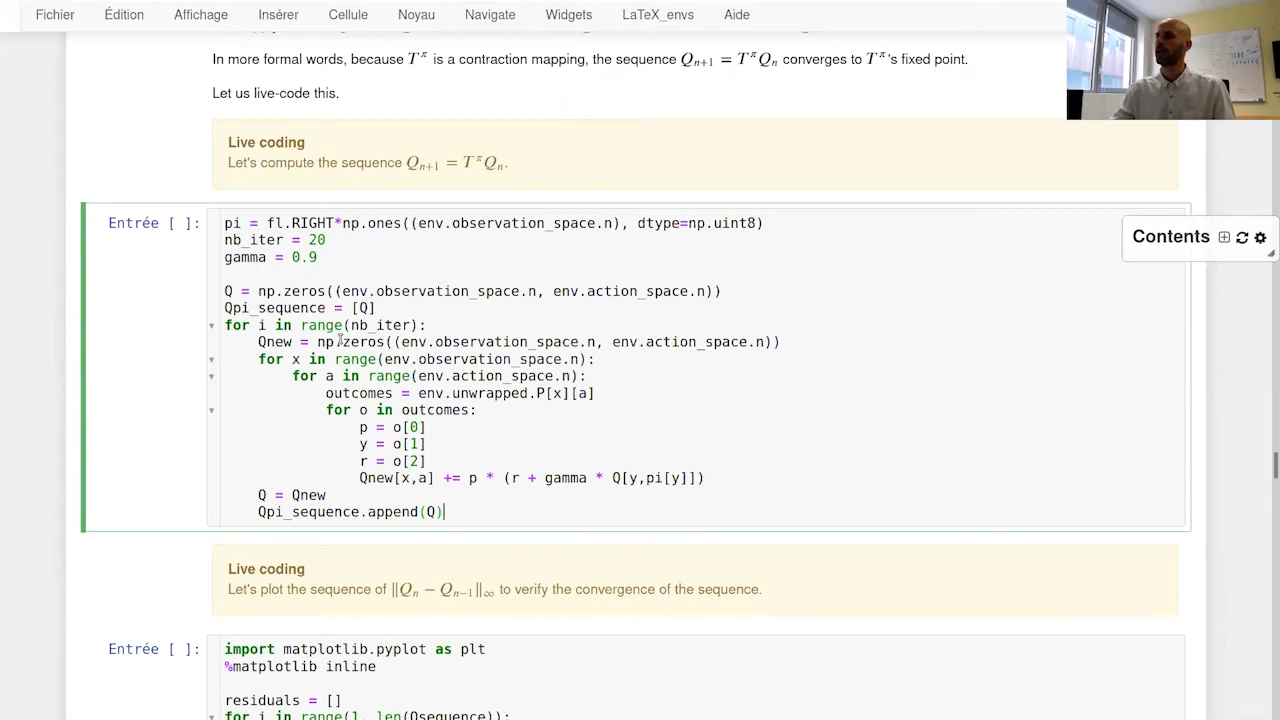 Fichier Édition Affichage Insérer Cellule Noyau Navigate Widgets LaTeX_envs Aide
In more formal words, because T^π is a contraction mapping, the sequence Q_{n+1} = T^π Q_n converges to T^π's fixed point.
Let us live-code this.
Live coding
Let's compute the sequence Q_{n+1} = T^π Q_n.
Entrée [ ]:
pi = fl.RIGHT*np.ones((env.observation_space.n), dtype=np.uint8)
nb_iter = 20
gamma = 0.9
Q = np.zeros((env.observation_space.n, env.action_space.n))
Qpi_sequence = [Q]
for i in range(nb_iter):
    Qnew = np.zeros((env.observation_space.n, env.action_space.n))
    for x in range(env.observation_space.n):
        for a in range(env.action_space.n):
            outcomes = env.unwrapped.P[x][a]
            for o in outcomes:
                p = o[0]
                y = o[1]
                r = o[2]
                Qnew[x,a] += p * (r + gamma * Q[y,pi[y]])
    Q = Qnew
    Qpi_sequence.append(Q)
Contents
Live coding
Let's plot the sequence of ‖Q_n − Q_{n−1}‖_∞ to verify the convergence of the sequence.
Entrée [ ]:
import matplotlib.pyplot as plt
%matplotlib inline
residuals = []
for i in range(1, len(Qsequence)):